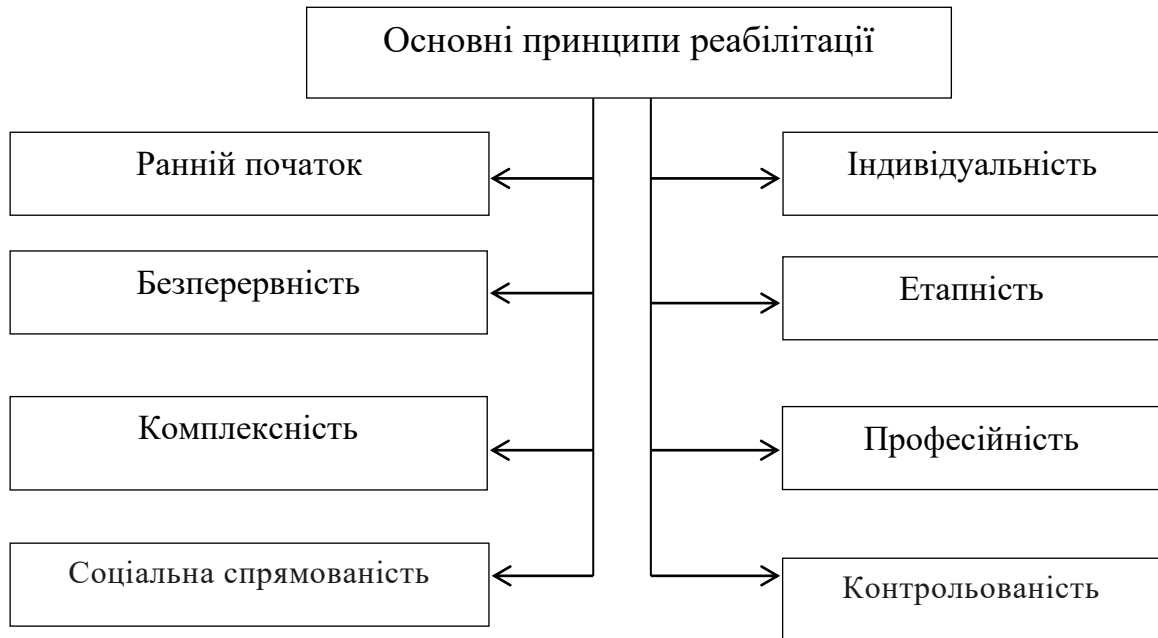 Основні принципи реабілітації
Ранній початок
Індивідуальність
Безперервність
Етапність
Комплексність
Професійність
Соціальна спрямованість
Контрольованість